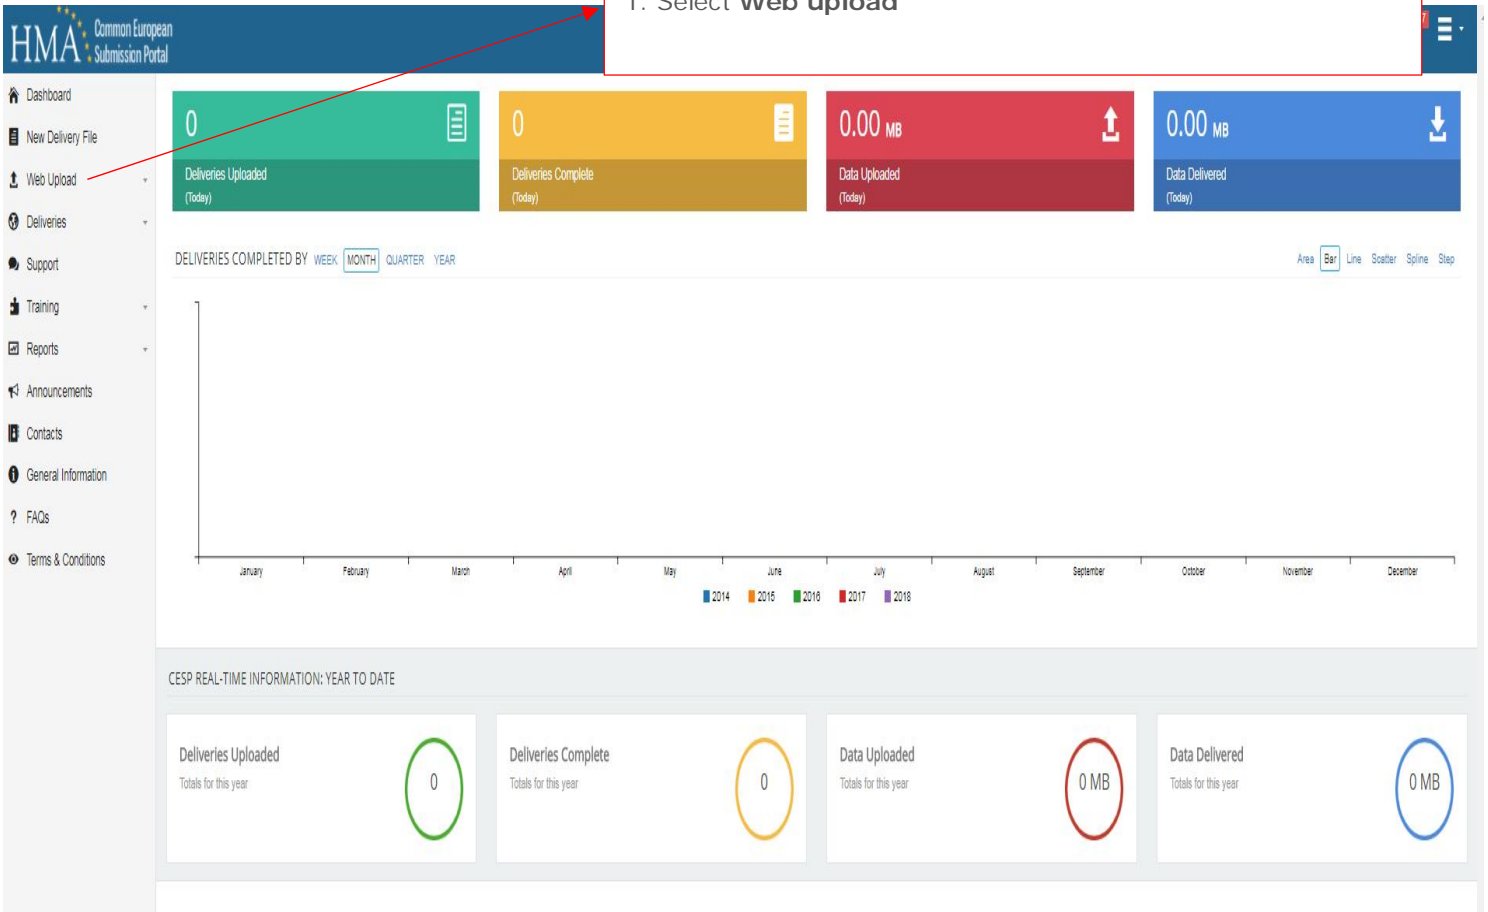 1. Select Web upload
HMA Common European
Submission Portal
7
Dashboard
New Delivery File
Web Upload
Deliveries
Support
Training
Reports
Announcements
Contacts
General Information
FAQs
Terms & Conditions
0
Deliveries Uploaded
(Today)
0
Deliveries Complete
(Today)
0.00 MB
Data Uploaded
(Today)
0.00 MB
Data Delivered
(Today)
DELIVERIES COMPLETED BY WEEK MONTH QUARTER YEAR
Area Bar Line Scatter Spline Step
January February March April May June July August September October November December
2014 2015 2016 2017 2018
CESP REAL-TIME INFORMATION: YEAR TO DATE
Deliveries Uploaded
Totals for this year
0
Deliveries Complete
Totals for this year
0
Data Uploaded
Totals for this year
0 MB
Data Delivered
Totals for this year
0 MB